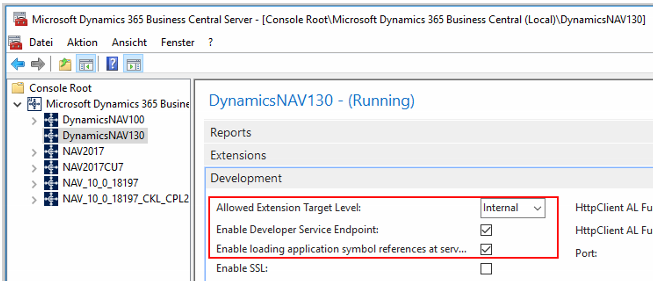 Microsoft Dynamics 365 Business Central Server - [Console Root\Microsoft Dynamics 365 Business Central (Local)\DynamicsNAV130]
Datei Aktion Ansicht Fenster ?
Console Root
Microsoft Dynamics 365 Busine
DynamicsNAV100
DynamicsNAV130
NAV2017
NAV2017CU7
NAV_10_0_18197
NAV_10_0_18197_CKL_CPL2
DynamicsNAV130 - (Running)
Reports
Extensions
Development
Allowed Extension Target Level: Internal HttpClient AL Fu
Enable Developer Service Endpoint: HttpClient AL Fu
Enable loading application symbol references at serv... Port:
Enable SSL: